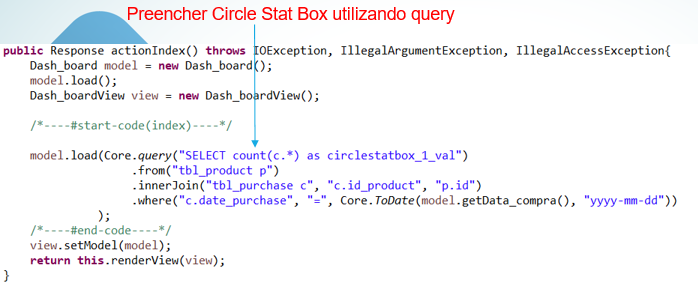 Preencher Circle Stat Box utilizando query
public Response actionIndex() throws IOException, IllegalArgumentException, IllegalAccessException{
Dash_board model = new Dash_board();
model.load();
Dash_boardView view = new Dash_boardView();
/*----#start-code(index)----*/
model.load(Core.query("SELECT count(c.*) as circlestatbox_1_val")
.from("tbl_product p")
.innerJoin("tbl_purchase c", "c.id_product", "p.id")
.where("c.date_purchase", "=", Core.ToDate(model.getData_compra(), "yyyy-mm-dd"))
);
/*----#end-code----*/
view.setModel(model);
return this.renderView(view);
}